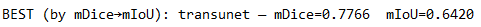 BEST (by mDice→mIoU): transunet — mDice=0.7766  mIoU=0.6420